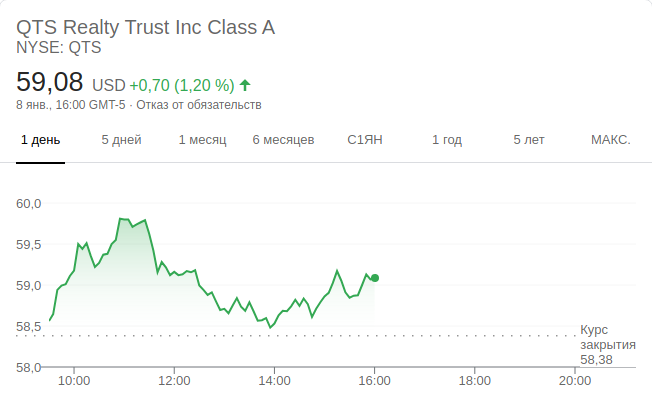 QTS Realty Trust Inc Class A
NYSE: QTS
59,08 USD +0,70 (1,20 %)
8 янв., 16:00 GMT-5 · Отказ от обязательств
1 день 5 дней 1 месяц 6 месяцев С1ЯН 1 год 5 лет МАКС.
60,0
59,5
59,0
58,5
Курс
закрытия
58,38
58,0
10:00 12:00 14:00 16:00 18:00 20:00